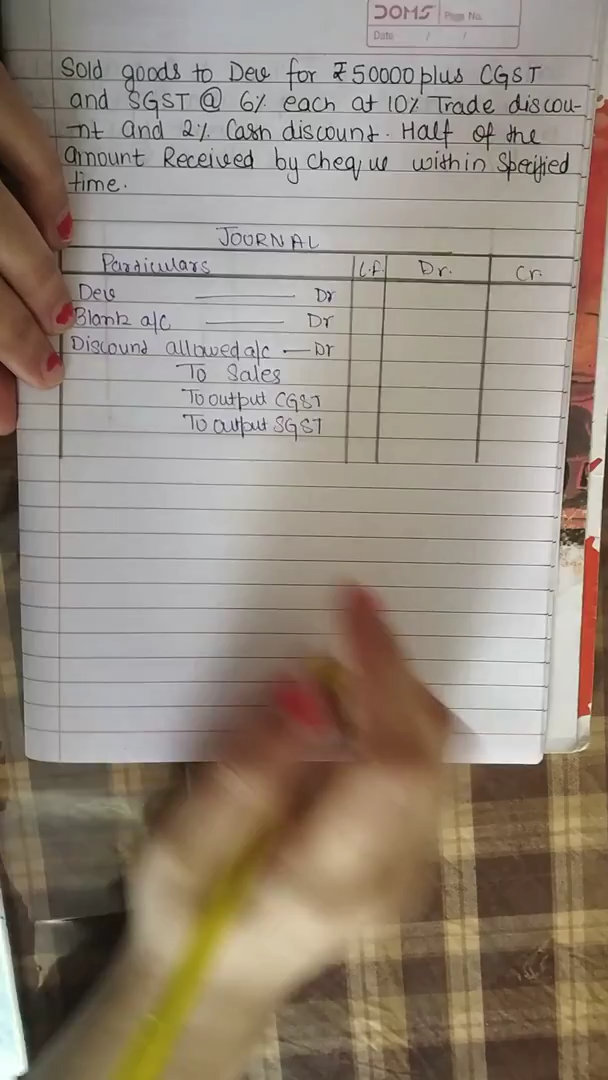 DOMS Page No.
Date / /
Sold goods to Dev for ₹50000 plus CGST
and SGST @ 6% each at 10% Trade discou-
nt and 2% Cash discount. Half of the
amount Received by cheque within Specified
time.
JOURNAL
Particulars L.F. Dr. Cr.
Dev Dr
Blank a/c Dr
Discound allowed a/c Dr
To Sales
To output CGST
To output SGST